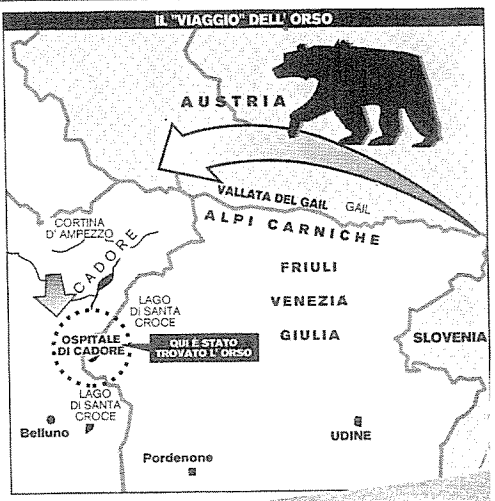 IL "VIAGGIO" DELL' ORSO
AUSTRIA
VALLATA DEL GAIL
GAIL
ALPI CARNICHE
CORTINA
D' AMPEZZO
CADORE
FRIULI
VENEZIA
GIULIA
LAGO
DI SANTA
CROCE
OSPITALE
DI CADORE
QUI È STATO
TROVATO L' ORSO
SLOVENIA
LAGO
DI SANTA
CROCE
Belluno
UDINE
Pordenone